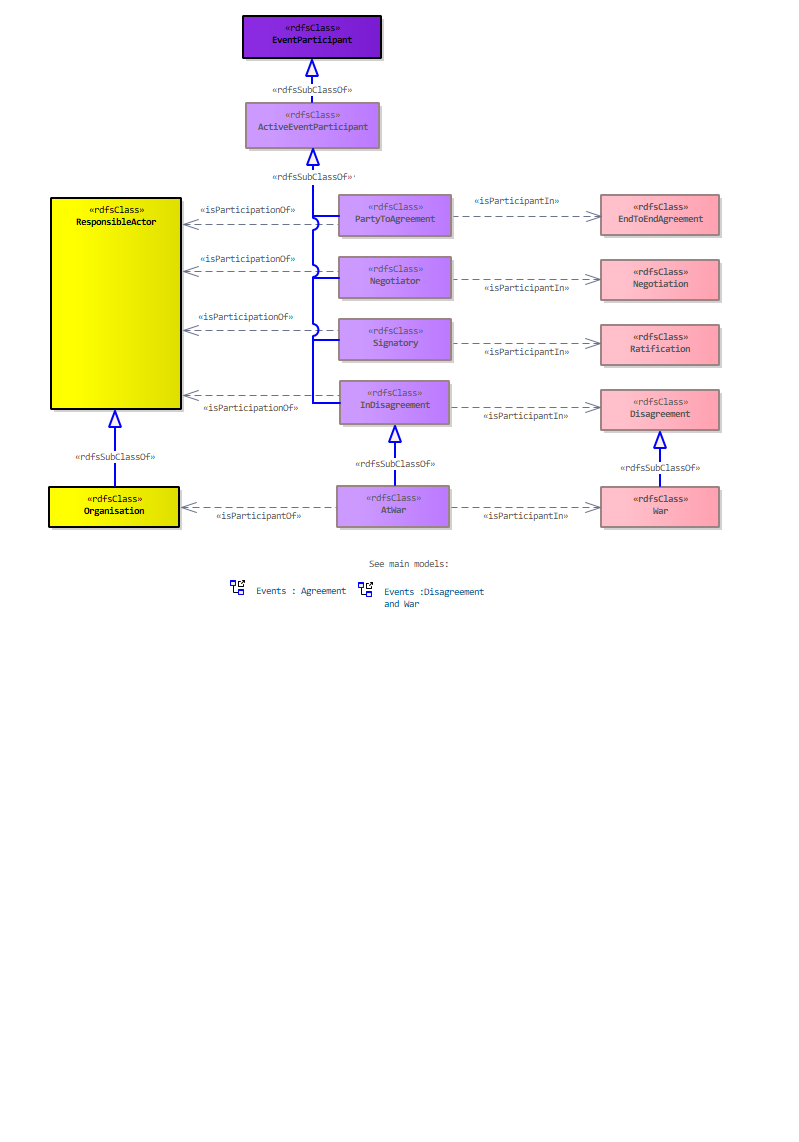 «rdfsClass»
EventParticipant
«rdfsSubClassOf»
«rdfsClass»
ActiveEventParticipant
«rdfsSubClassOf»
«rdfsClass»
ResponsibleActor
«isParticipationOf»
«rdfsClass»
PartyToAgreement
«isParticipantIn»
«rdfsClass»
EndToEndAgreement
«isParticipationOf»
«rdfsClass»
Negotiator
«isParticipantIn»
«rdfsClass»
Negotiation
«isParticipationOf»
«rdfsClass»
Signatory
«isParticipantIn»
«rdfsClass»
Ratification
«isParticipationOf»
«rdfsClass»
InDisagreement
«isParticipantIn»
«rdfsClass»
Disagreement
«rdfsSubClassOf»
«rdfsSubClassOf»
«rdfsSubClassOf»
«rdfsClass»
Organisation
«isParticipantOf»
«rdfsClass»
AtWar
«isParticipantIn»
«rdfsClass»
War
See main models:
Events : Agreement
Events :Disagreement
and War